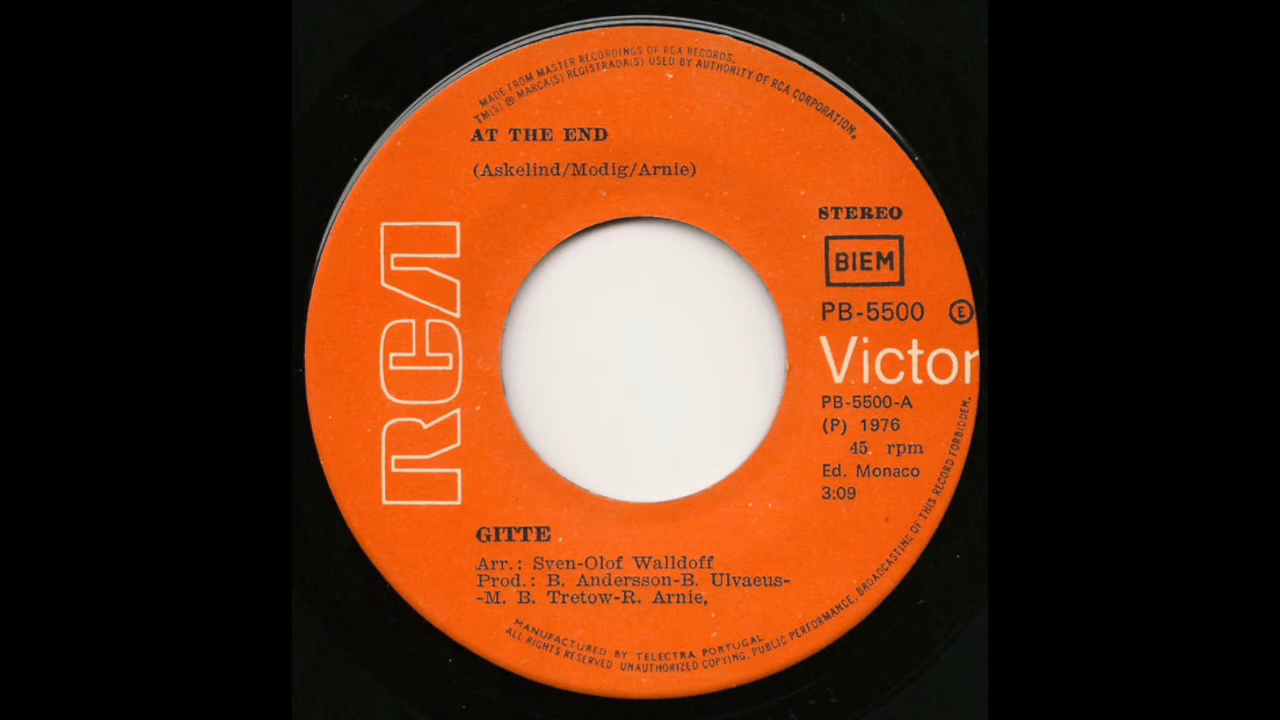 MADE FROM MASTER RECORDINGS OF RCA RECORDS.
TM(S) ® MARCA(S) REGISTRADA(S) USED BY AUTHORITY OF RCA CORPORATION.
AT THE END
(Askelind/Modig/Arnie)
RCA
STEREO
BIEM
PB-5500 Ⓔ
Victor
PB-5500-A
(P) 1976
45 rpm
Ed. Monaco
3:09
GITTE
Arr.: Sven-Olof Walldoff
Prod.: B. Andersson-B. Ulvaeus-
-M. B. Tretow-R. Arnie,
MANUFACTURED BY TELECTRA PORTUGAL
ALL RIGHTS RESERVED. UNAUTHORIZED COPYING, PUBLIC PERFORMANCE, BROADCASTING OF THIS RECORD FORBIDDEN.